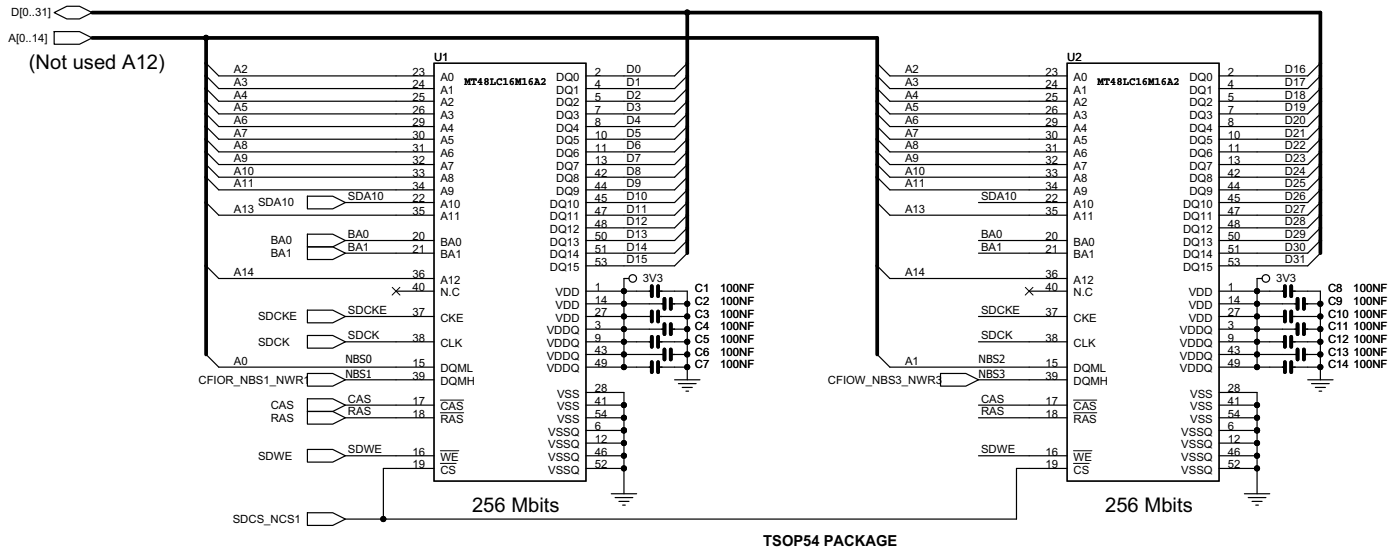 D[0..31]
A[0..14]
(Not used A12)
U1
MT48LC16M16A2
A2 23 A0 DQ0 2 D0
A3 24 A1 DQ1 4 D1
A4 25 A2 DQ2 5 D2
A5 26 A3 DQ3 7 D3
A6 29 A4 DQ4 8 D4
A7 30 A5 DQ5 10 D5
A8 31 A6 DQ6 11 D6
A9 32 A7 DQ7 13 D7
A10 33 A8 DQ8 42 D8
A11 34 A9 DQ9 44 D9
SDA10 SDA10 22 A10 DQ10 45 D10
A13 35 A11 DQ11 47 D11
DQ12 48 D12
BA0 BA0 20 BA0 DQ13 50 D13
BA1 BA1 21 BA1 DQ14 51 D14
DQ15 53 D15
A14 36 A12
3V3
40 N.C VDD 1 C1 100NF
VDD 14 C2 100NF
SDCKE SDCKE 37 CKE VDD 27 C3 100NF
VDDQ 3 C4 100NF
SDCK SDCK 38 CLK VDDQ 9 C5 100NF
VDDQ 43 C6 100NF
A0 NBS0 15 DQML VDDQ 49 C7 100NF
CFIOR_NBS1_NWR1 NBS1 39 DQMH
VSS 28
CAS CAS 17 CAS VSS 41
RAS RAS 18 RAS VSS 54
VSSQ 6
VSSQ 12
SDWE SDWE 16 WE VSSQ 46
19 CS VSSQ 52
256 Mbits
SDCS_NCS1
U2
MT48LC16M16A2
A2 23 A0 DQ0 2 D16
A3 24 A1 DQ1 4 D17
A4 25 A2 DQ2 5 D18
A5 26 A3 DQ3 7 D19
A6 29 A4 DQ4 8 D20
A7 30 A5 DQ5 10 D21
A8 31 A6 DQ6 11 D22
A9 32 A7 DQ7 13 D23
A10 33 A8 DQ8 42 D24
A11 34 A9 DQ9 44 D25
SDA10 22 A10 DQ10 45 D26
A13 35 A11 DQ11 47 D27
DQ12 48 D28
BA0 20 BA0 DQ13 50 D29
BA1 21 BA1 DQ14 51 D30
DQ15 53 D31
A14 36 A12
3V3
40 N.C VDD 1 C8 100NF
VDD 14 C9 100NF
SDCKE 37 CKE VDD 27 C10 100NF
VDDQ 3 C11 100NF
SDCK 38 CLK VDDQ 9 C12 100NF
VDDQ 43 C13 100NF
A1 NBS2 15 DQML VDDQ 49 C14 100NF
CFIOW_NBS3_NWR3 NBS3 39 DQMH
VSS 28
CAS 17 CAS VSS 41
RAS 18 RAS VSS 54
VSSQ 6
VSSQ 12
SDWE 16 WE VSSQ 46
19 CS VSSQ 52
256 Mbits
TSOP54 PACKAGE